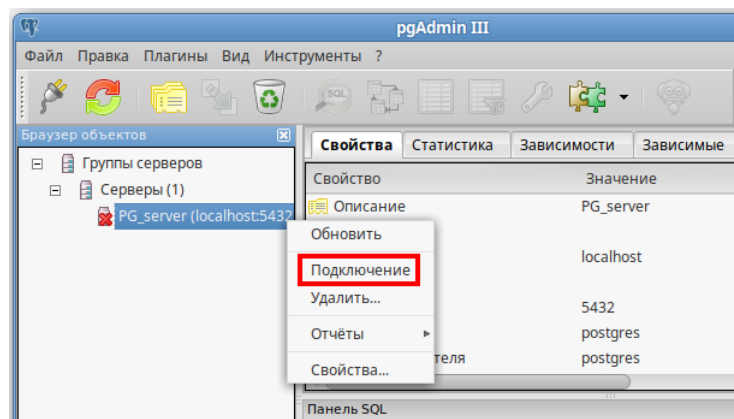 pgAdmin III
Файл Правка Плагины Вид Инструменты ?
SQL
Браузер объектов
Группы серверов
Серверы (1)
PG_server (localhost:5432
Обновить
Подключение
Удалить...
Отчёты
Свойства...
Свойства Статистика Зависимости Зависимые
Свойство Значение
Описание PG_server
localhost
5432
postgres
теля postgres
Панель SQL